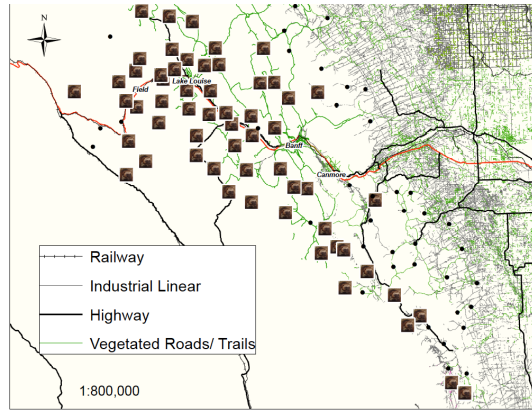 N
Lake Louise
Field
Banff
Canmore
Railway
Industrial Linear
Highway
Vegetated Roads/ Trails
1:800,000